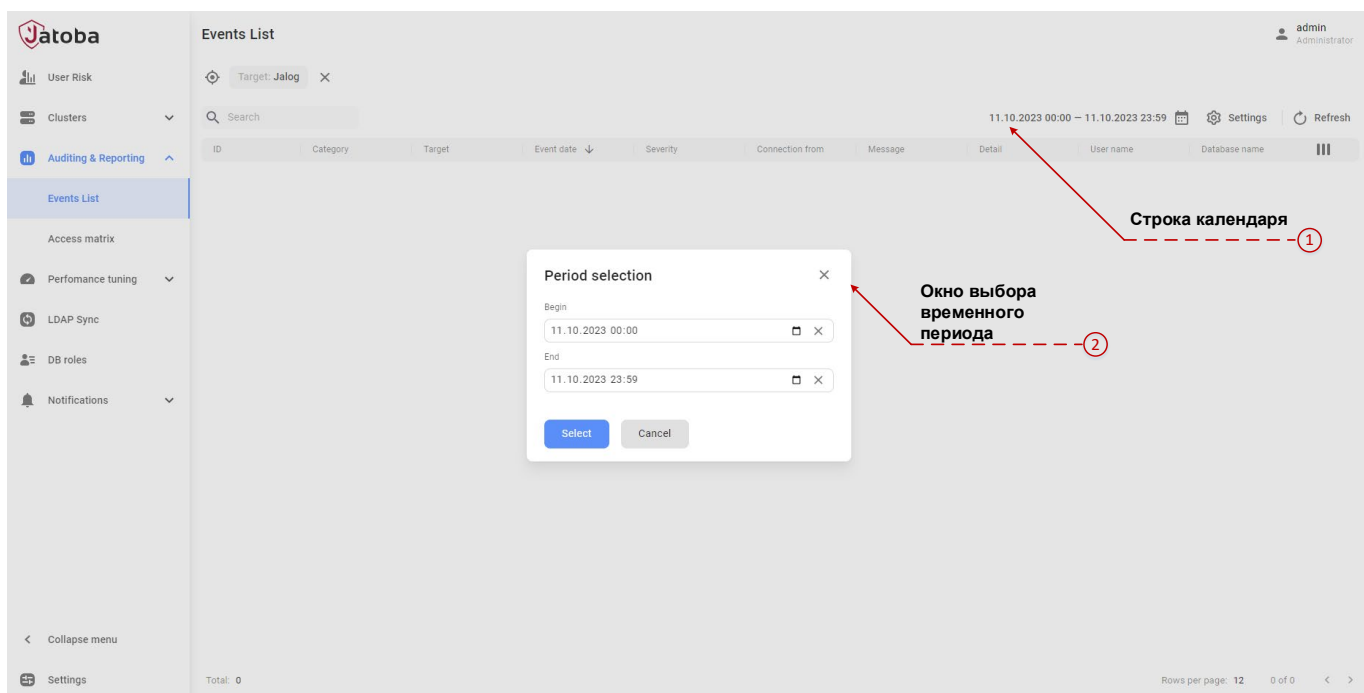 Jatoba
Events List
admin
Administrator
User Risk
Target: Jalog
Clusters
Search
11.10.2023 00:00 – 11.10.2023 23:59
Settings
Refresh
Auditing & Reporting
ID
Category
Target
Event date
Severity
Connection from
Message
Detail
User name
Database name
Events List
Строка календаря
1
Access matrix
Perfomance tuning
Period selection
Окно выбора
временного
периода
2
Begin
11.10.2023 00:00
LDAP Sync
End
DB roles
11.10.2023 23:59
Notifications
Select
Cancel
Collapse menu
Settings
Total: 0
Rows per page: 12
0 of 0